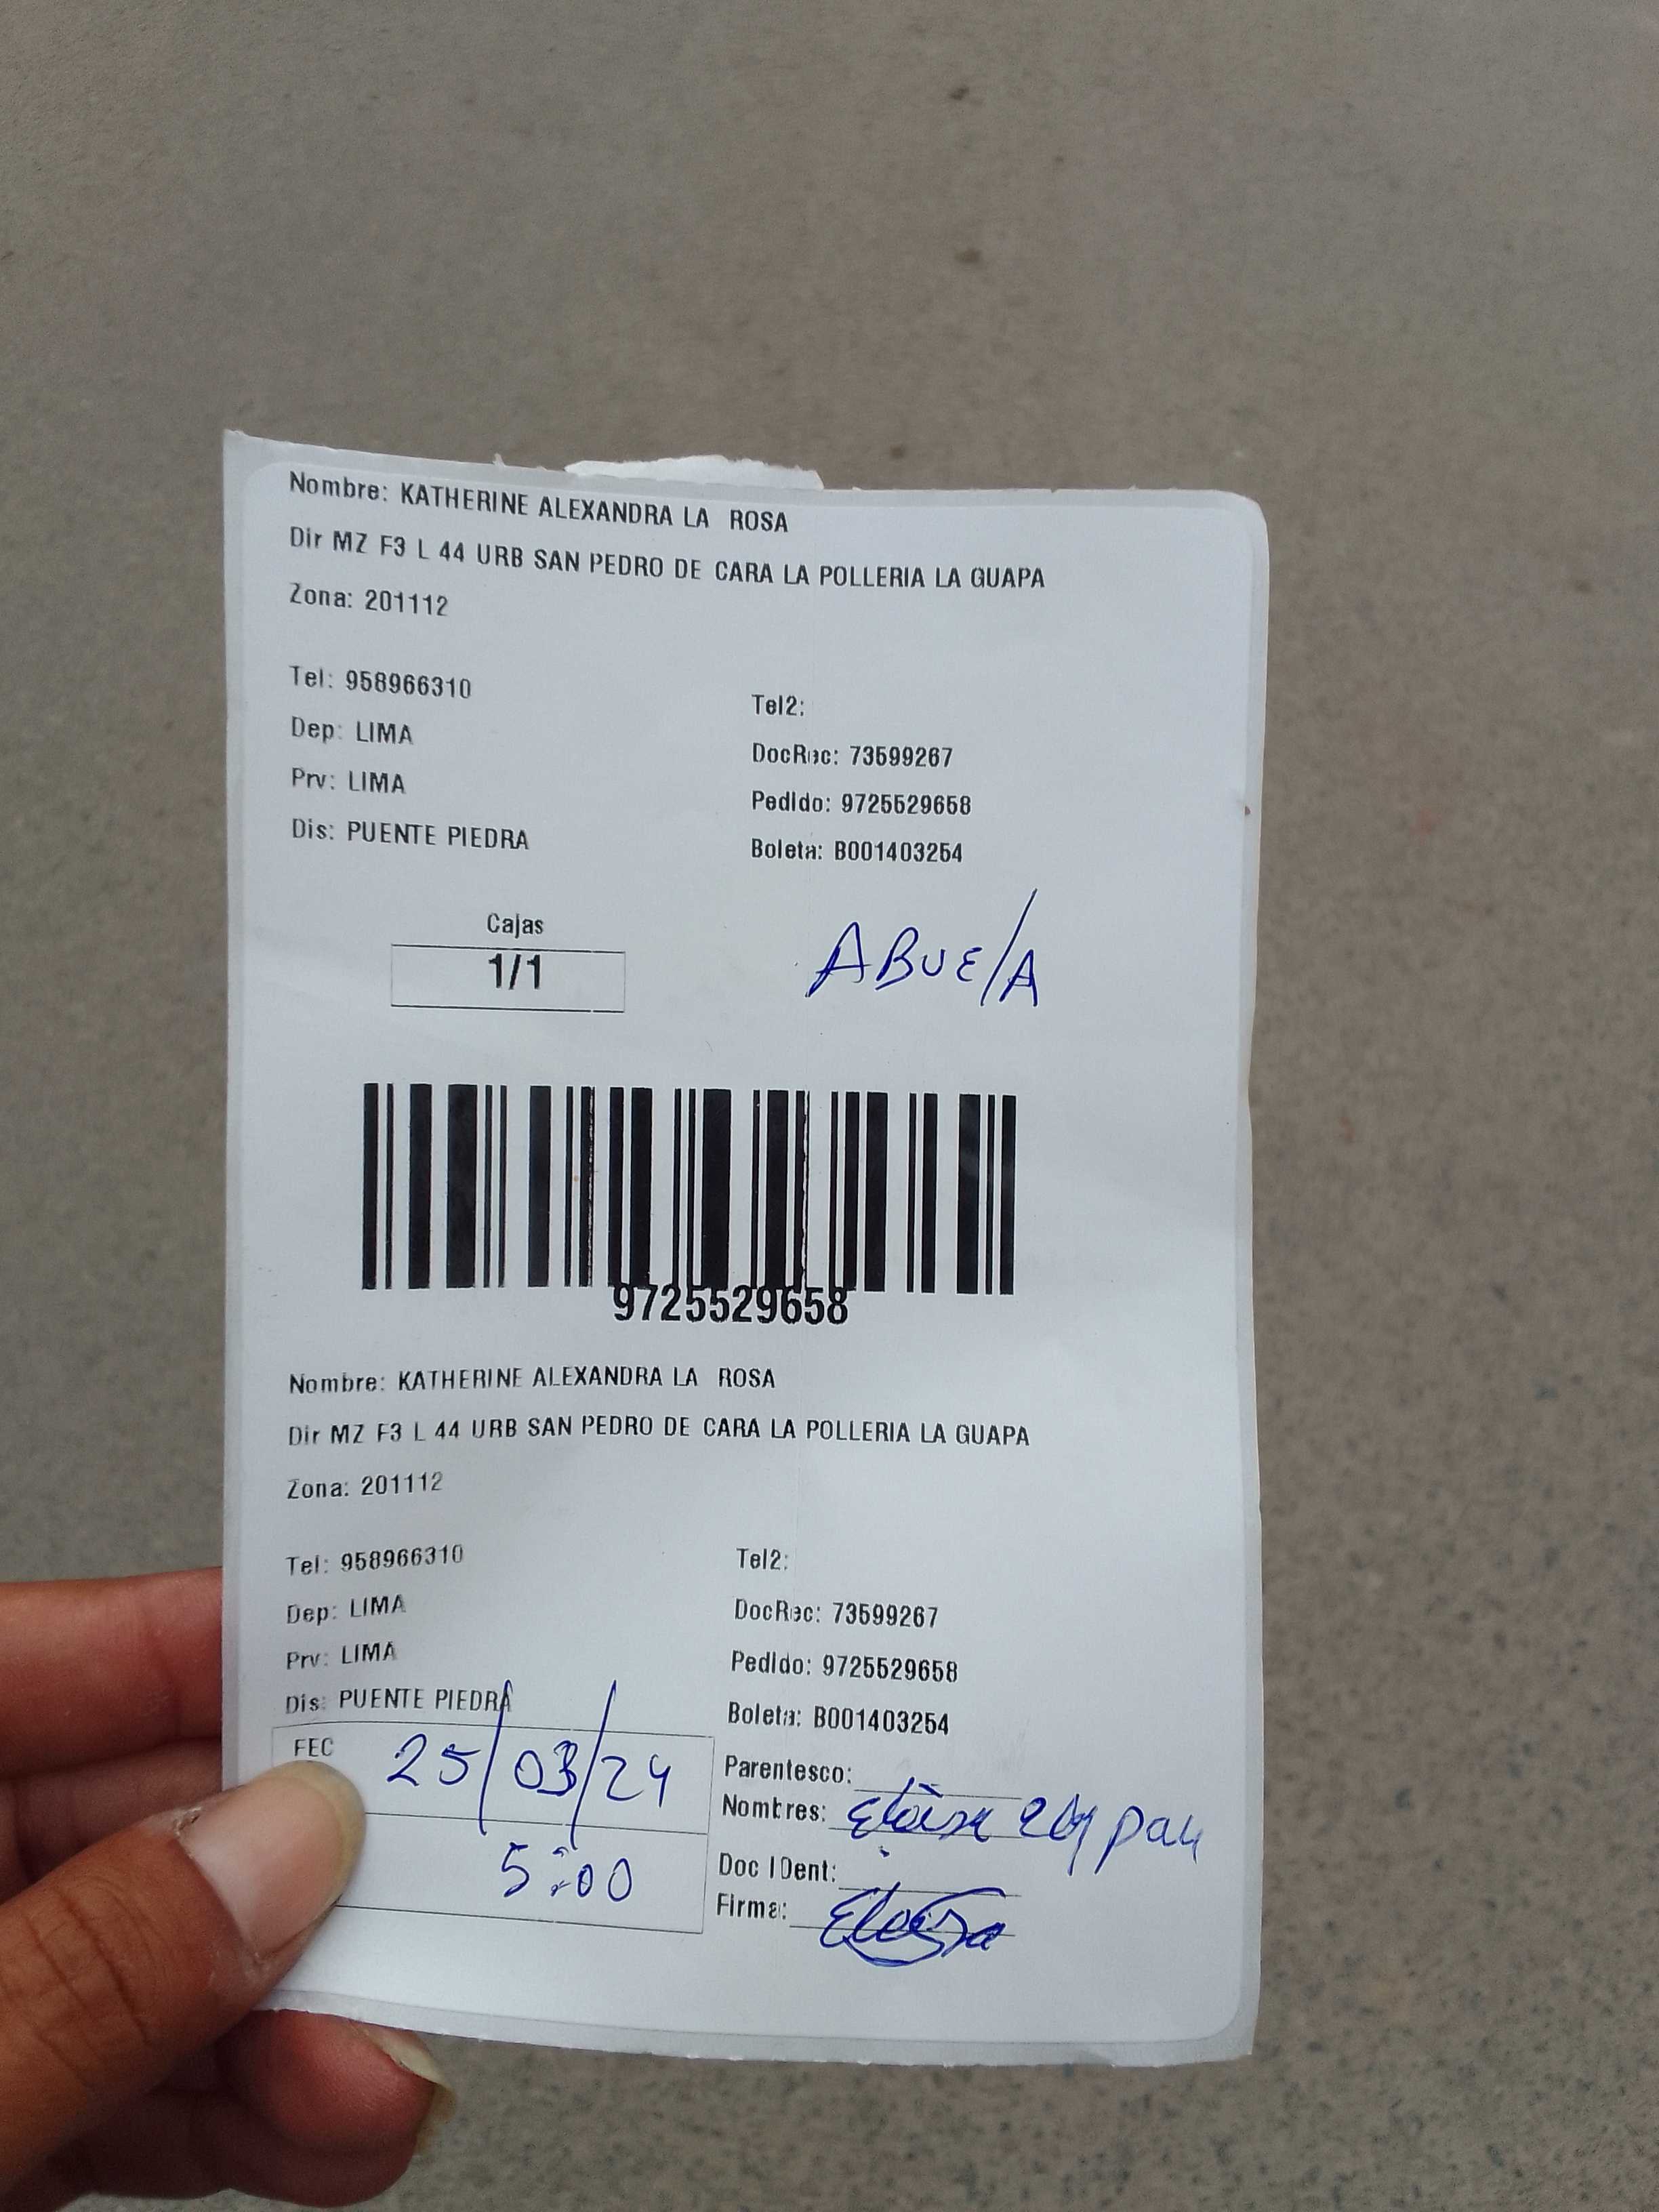 Nombre: KATHERINE ALEXANDRA LA ROSA
Dir MZ F3 L 44 URB SAN PEDRO DE CARA LA POLLERIA LA GUAPA
Zona: 201112
Tel: 958966310
Tel2:
Dep: LIMA
DocRec: 73599267
Prv: LIMA
Pedido: 9725529658
Dis: PUENTE PIEDRA
Boleta: B001403254
Cajas
1/1
ABUElA
9725529658
Nombre: KATHERINE ALEXANDRA LA ROSA
Dir MZ F3 L 44 URB SAN PEDRO DE CARA LA POLLERIA LA GUAPA
Zona: 201112
Tel: 958966310
Tel2:
Dep: LIMA
DocRec: 73599267
Prv: LIMA
Pedido: 9725529658
Dis: PUENTE PIEDRA
Boleta: B001403254
FEC 25/03/24
Parentesco:
Nombres:
5:00
Doc IDent:
Firma: Eloisa